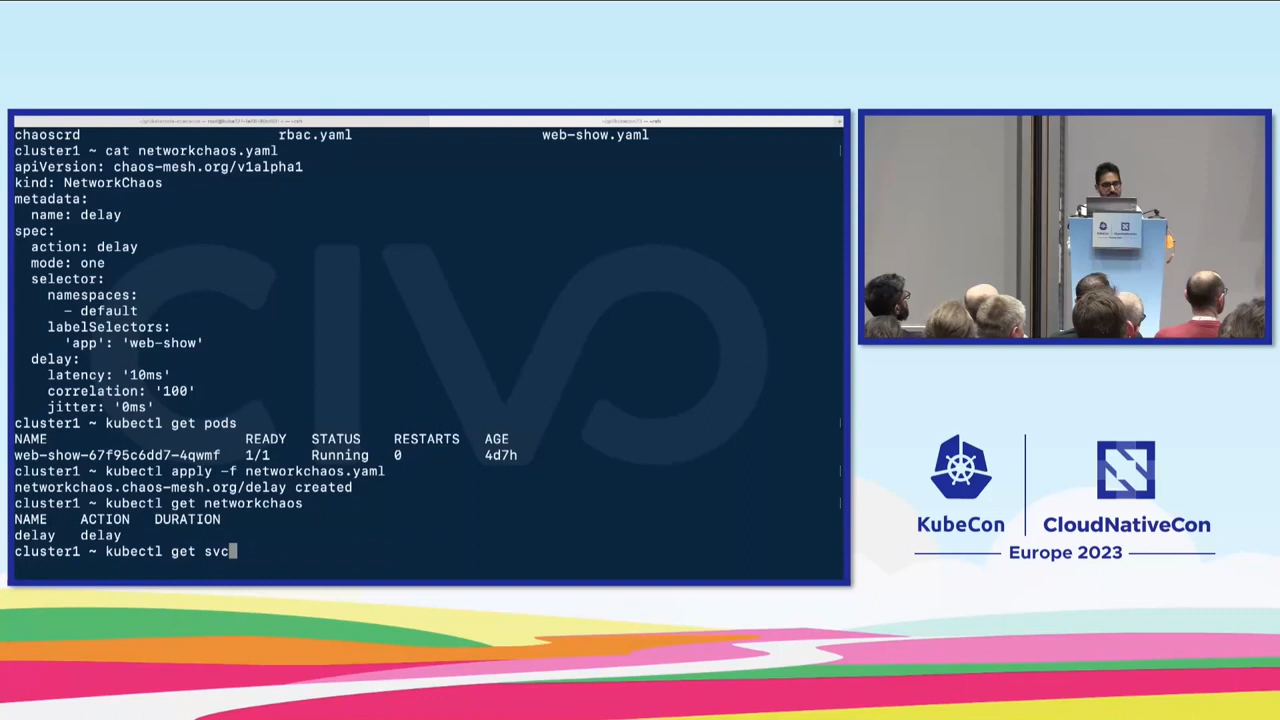 chaoscrd rbac.yaml web-show.yaml
cluster1 ~ cat networkchaos.yaml
apiVersion: chaos-mesh.org/v1alpha1
kind: NetworkChaos
metadata:
  name: delay
spec:
  action: delay
  mode: one
  selector:
    namespaces:
      - default
    labelSelectors:
      'app': 'web-show'
  delay:
    latency: '10ms'
    correlation: '100'
    jitter: '0ms'
cluster1 ~ kubectl get pods
NAME READY STATUS RESTARTS AGE
web-show-67f95c6dd7-4qwmf 1/1 Running 0 4d7h
cluster1 ~ kubectl apply -f networkchaos.yaml
networkchaos.chaos-mesh.org/delay created
cluster1 ~ kubectl get networkchaos
NAME ACTION DURATION
delay delay
cluster1 ~ kubectl get svc
CIVO
KubeCon CloudNativeCon
Europe 2023